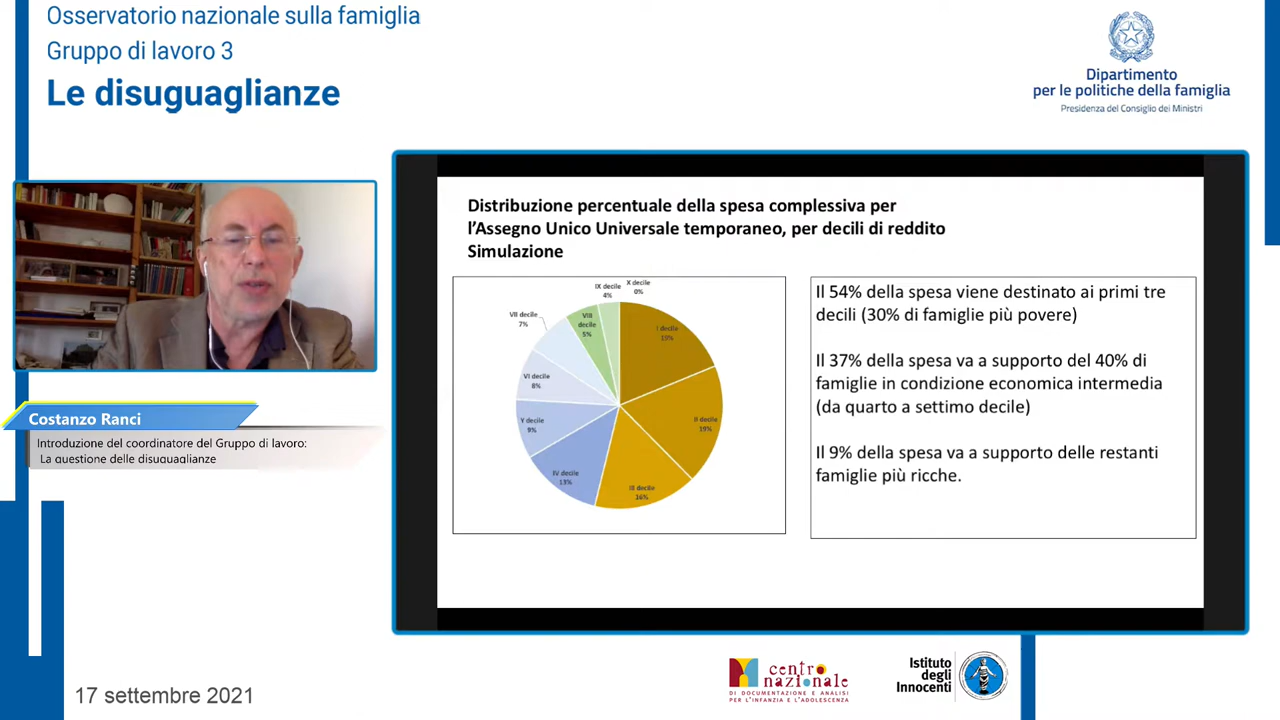 Osservatorio nazionale sulla famiglia
Gruppo di lavoro 3
Le disuguaglianze
Dipartimento
per le politiche della famiglia
Presidenza del Consiglio dei Ministri
Costanzo Ranci
Introduzione del coordinatore del Gruppo di lavoro:
La questione delle disuguaglianze
Distribuzione percentuale della spesa complessiva per
l'Assegno Unico Universale temporaneo, per decili di reddito
Simulazione
X decile
0%
I decile
19%
II decile
19%
III decile
16%
IV decile
13%
V decile
9%
VI decile
8%
VII decile
7%
VIII
decile
5%
IX decile
4%
Il 54% della spesa viene destinato ai primi tre
decili (30% di famiglie più povere)
Il 37% della spesa va a supporto del 40% di
famiglie in condizione economica intermedia
(da quarto a settimo decile)
Il 9% della spesa va a supporto delle restanti
famiglie più ricche.
17 settembre 2021
centro
nazionale
DI DOCUMENTAZIONE E ANALISI
PER L'INFANZIA E L'ADOLESCENZA
Istituto
degli
Innocenti